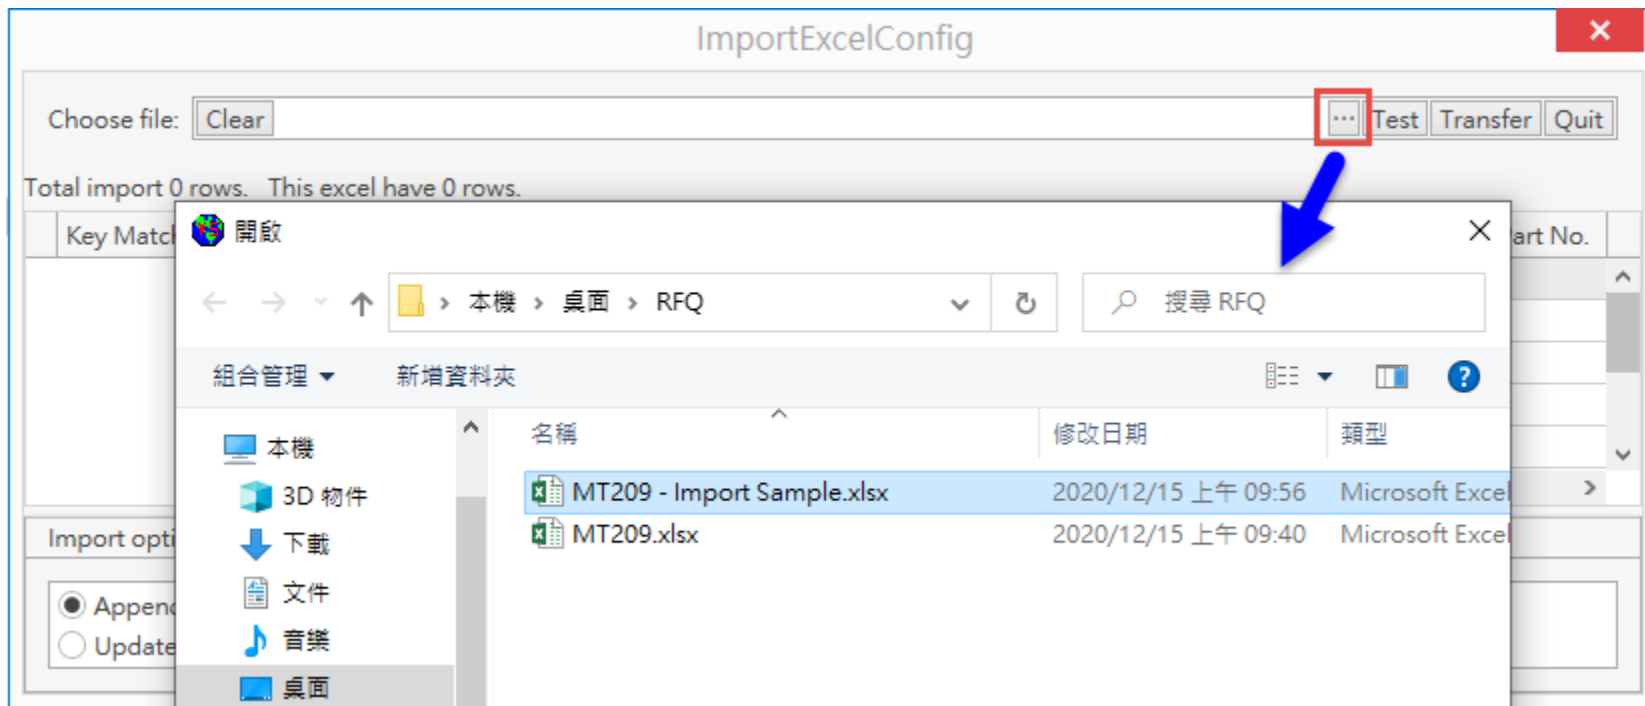 ImportExcelConfig
Choose file: Clear ... Test Transfer Quit
Total import 0 rows. This excel have 0 rows.
Key Match
art No.
開啟
本機 › 桌面 › RFQ
搜尋 RFQ
組合管理 新增資料夾
名稱 修改日期 類型
本機
3D 物件
下載
文件
音樂
桌面
MT209 - Import Sample.xlsx 2020/12/15 上午 09:56 Microsoft Excel
MT209.xlsx 2020/12/15 上午 09:40 Microsoft Excel
Import opti
Append
Update